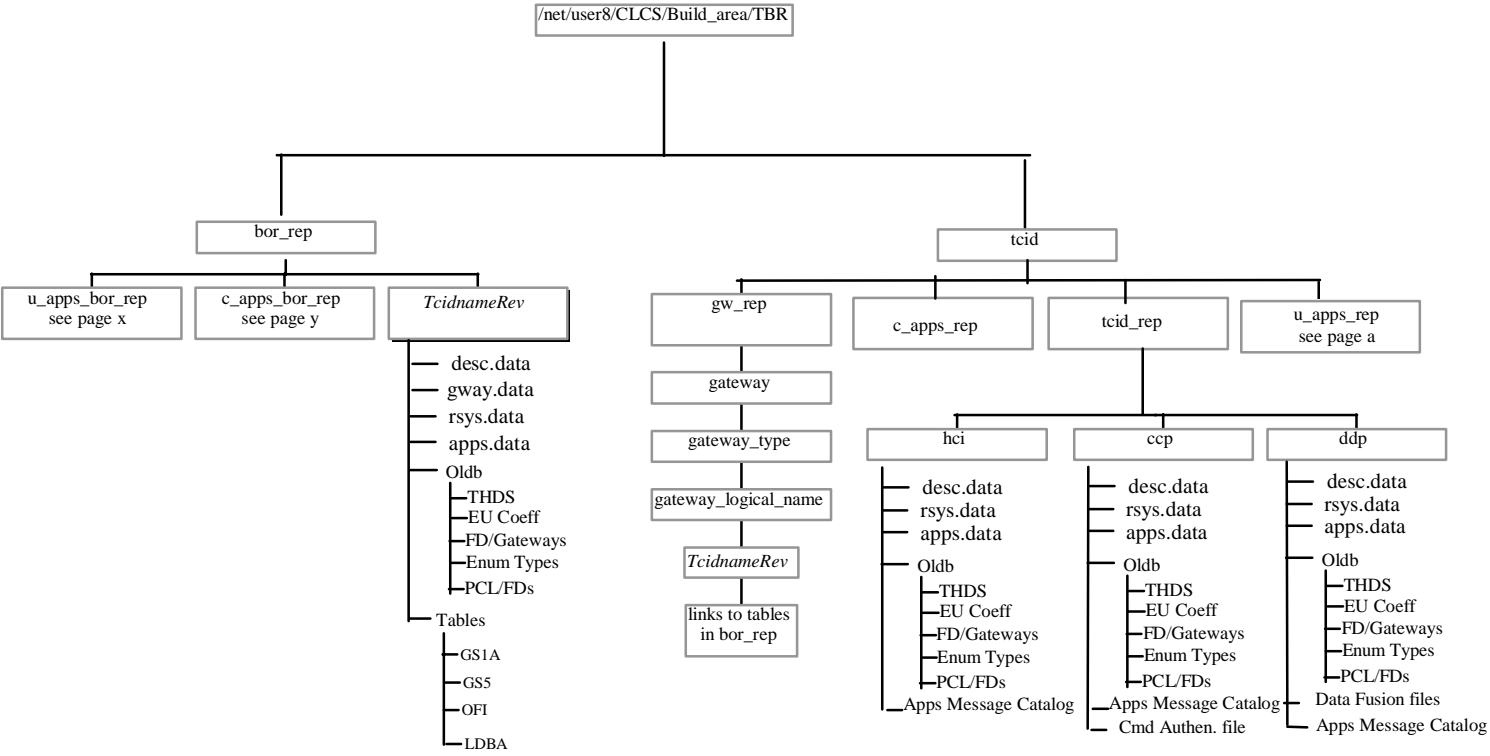 /net/user8/CLCS/Build_area/TBR
bor_rep
tcid
u_apps_bor_rep
see page x
c_apps_bor_rep
see page y
TcidnameRev
desc.data
gway.data
rsys.data
apps.data
Oldb
THDS
EU Coeff
FD/Gateways
Enum Types
PCL/FDs
Tables
GS1A
GS5
OFI
LDBA
gw_rep
gateway
gateway_type
gateway_logical_name
TcidnameRev
links to tables
in bor_rep
c_apps_rep
tcid_rep
u_apps_rep
see page a
hci
desc.data
rsys.data
apps.data
Oldb
THDS
EU Coeff
FD/Gateways
Enum Types
PCL/FDs
Apps Message Catalog
ccp
desc.data
rsys.data
apps.data
Oldb
THDS
EU Coeff
FD/Gateways
Enum Types
PCL/FDs
Apps Message Catalog
Cmd Authen. file
ddp
desc.data
rsys.data
apps.data
Oldb
THDS
EU Coeff
FD/Gateways
Enum Types
PCL/FDs
Data Fusion files
Apps Message Catalog